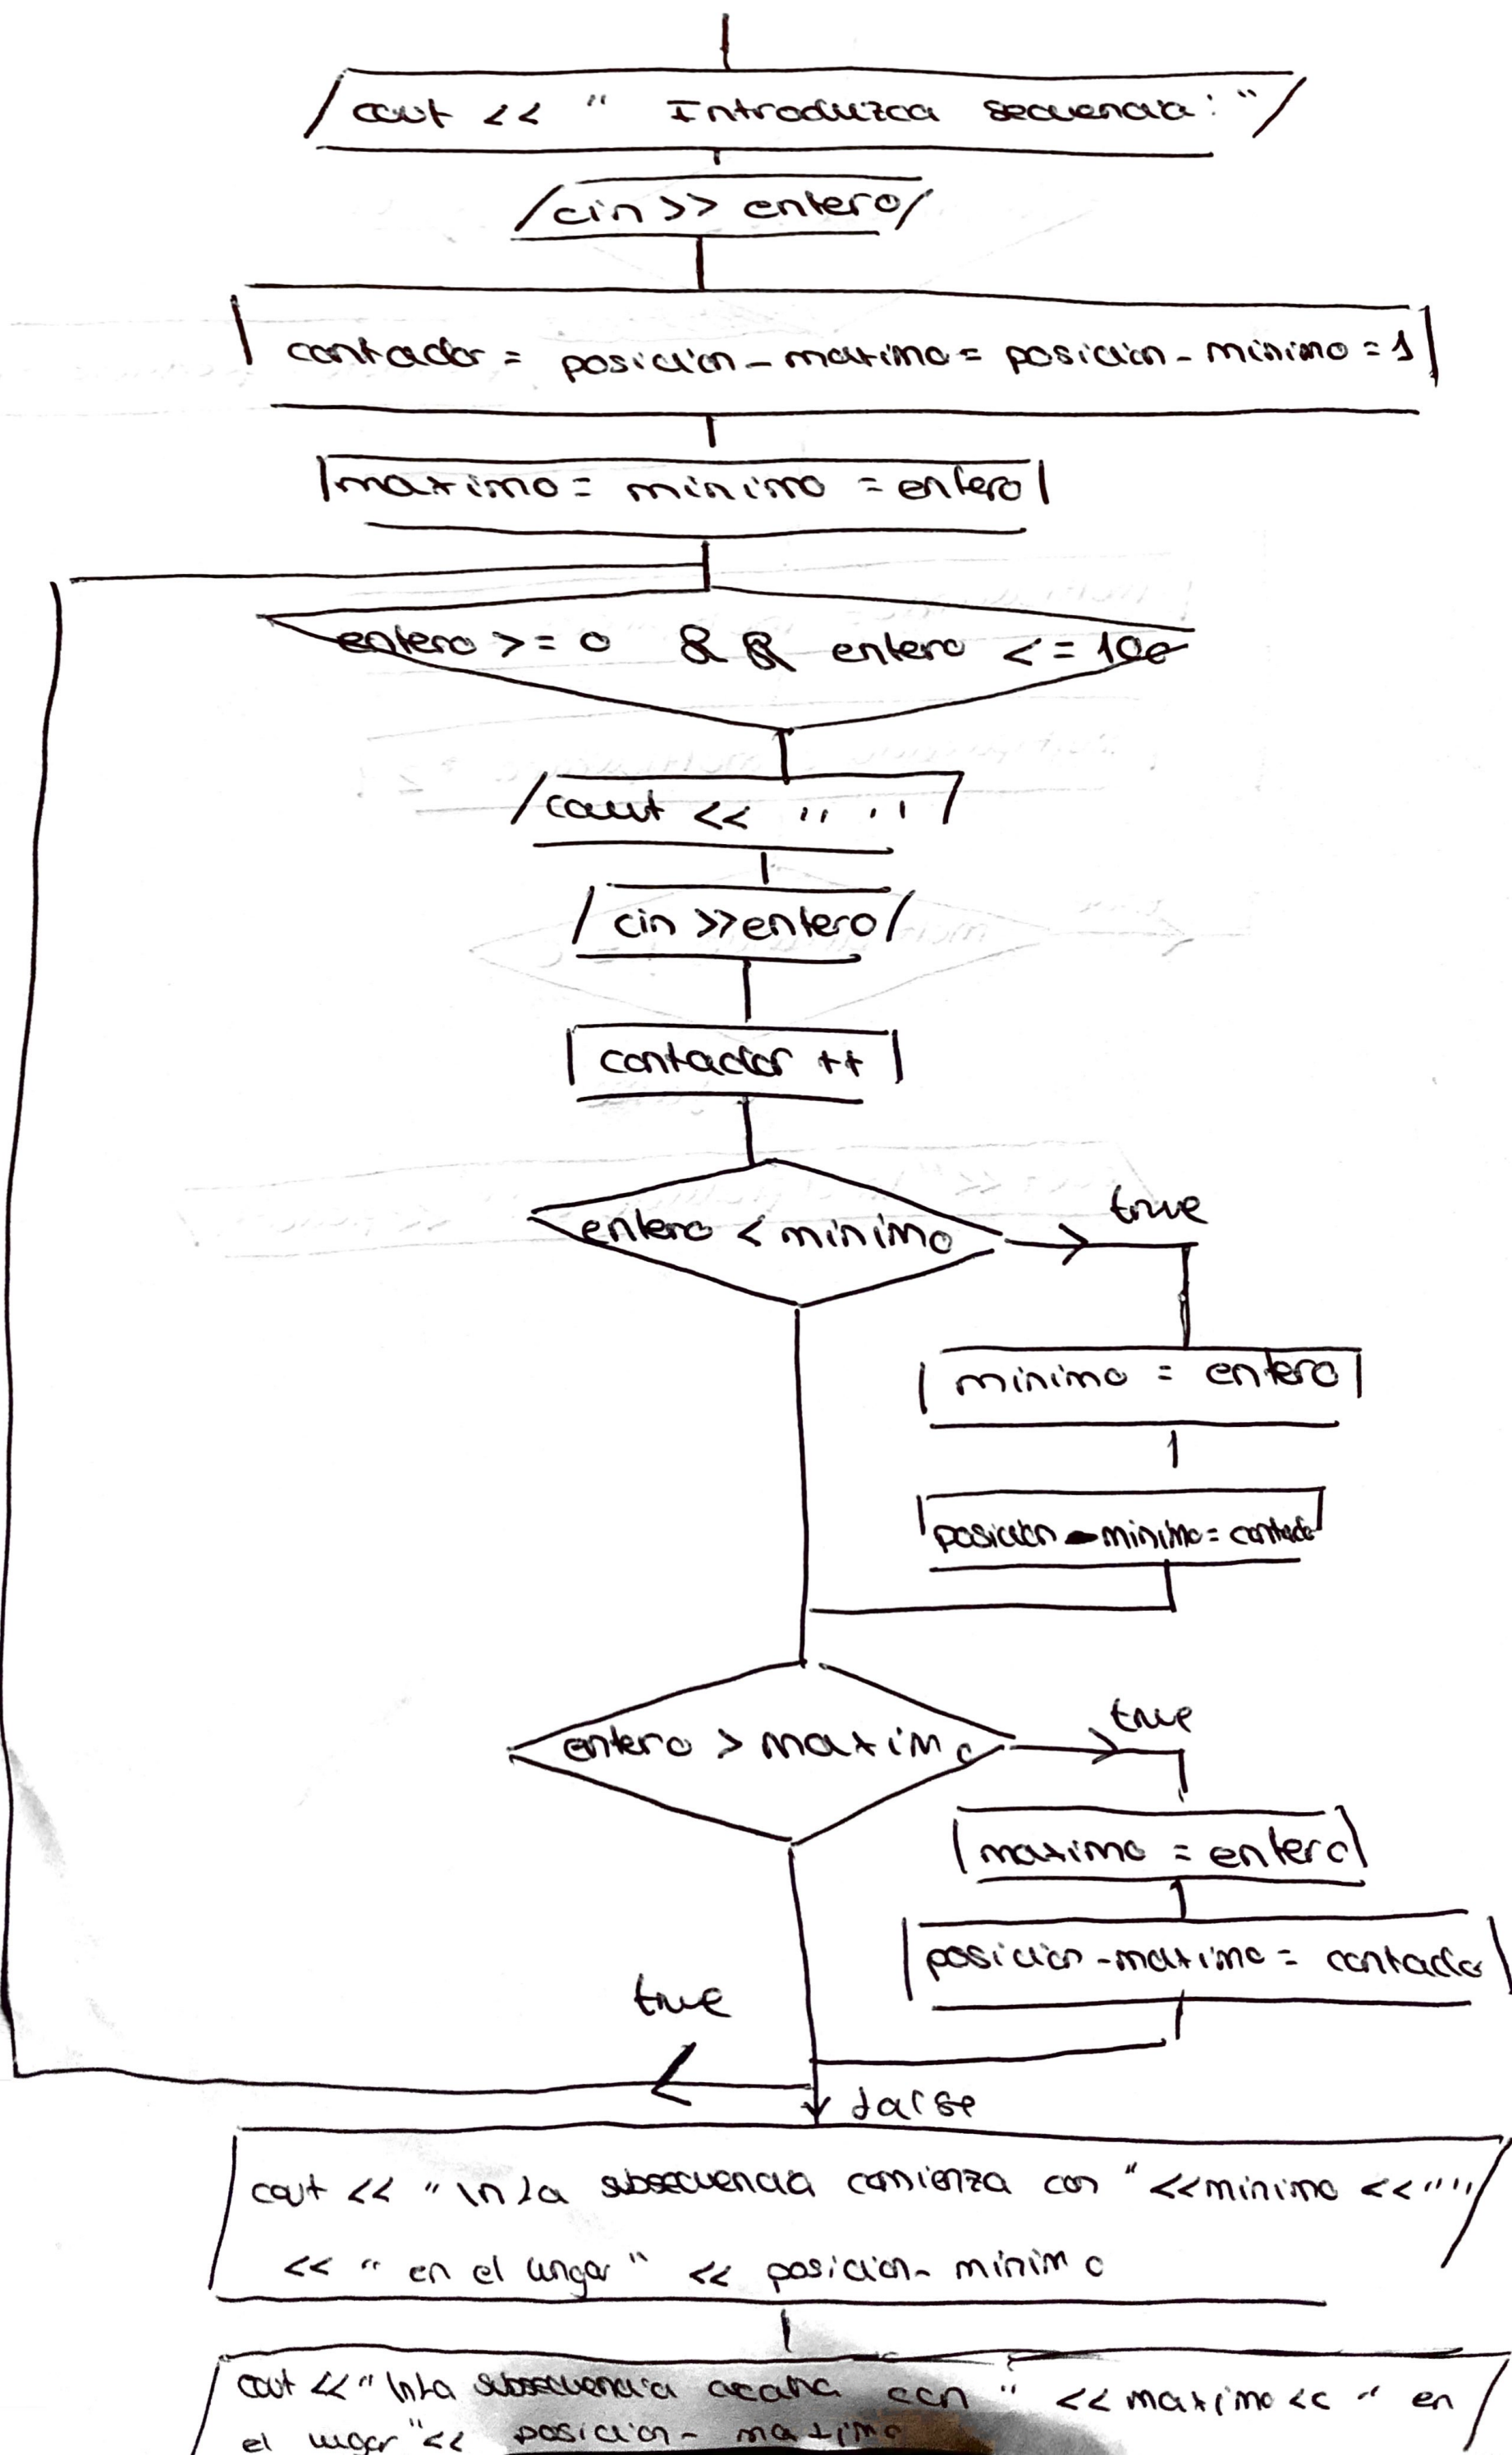 cout << " Introduzca secuencia: "
cin >> entero
contador = posicion_maximo = posicion_minimo = 1
maximo = minimo = entero
entero >= 0 && entero <= 100
cout << " "
cin >> entero
contador ++
entero < minimo
true
minimo = entero
posicion_minimo = contador
entero > maximo
true
maximo = entero
posicion_maximo = contador
true
false
cout << "\n La subsecuencia comienza con " << minimo << " "
<< " en el lugar " << posicion_minimo
cout << "\n La subsecuencia acaba con " << maximo << " en
el lugar " << posicion_maximo